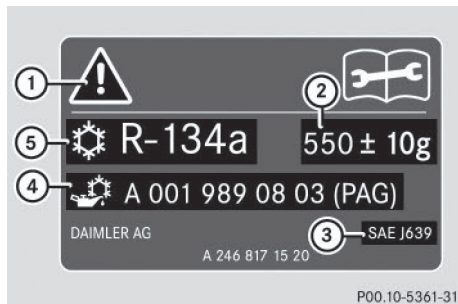 1
2
5 R-134a 550 ± 10g
4 A 001 989 08 03 (PAG)
DAIMLER AG 3 SAE J639
A 246 817 15 20
P00.10-5361-31